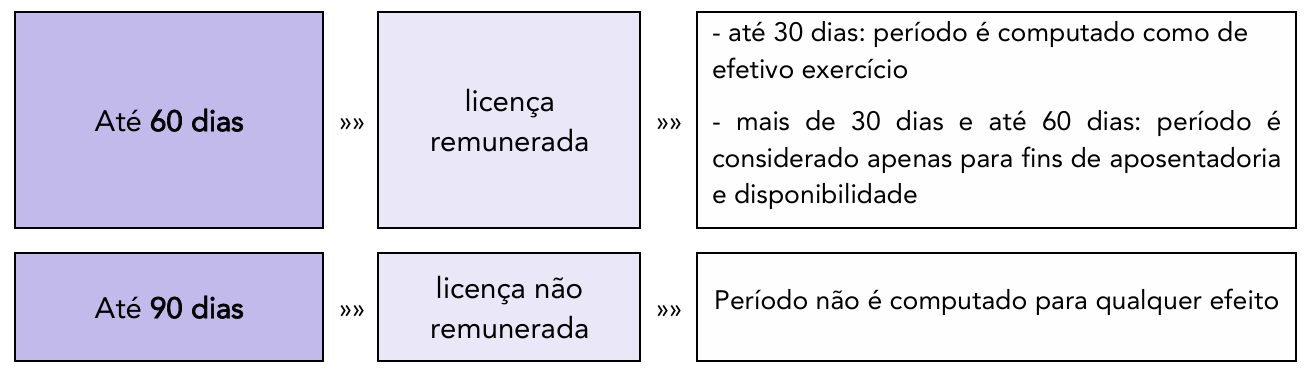 Até 60 dias
»»
licença
remunerada
»»
- até 30 dias: período é computado como de
efetivo exercício
- mais de 30 dias e até 60 dias: período é
considerado apenas para fins de aposentadoria
e disponibilidade
Até 90 dias
»»
licença não
remunerada
»»
Período não é computado para qualquer efeito